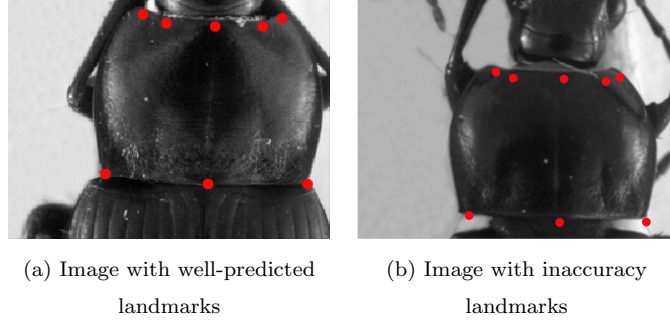 (a) Image with well-predicted
landmarks
(b) Image with inaccuracy
landmarks